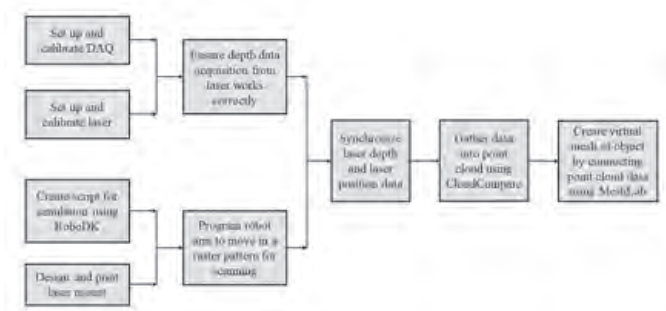 Set up and
calibrate DAQ
Ensure depth data
acquisition from
laser works
correctly
Set up and
calibrate laser
Synchronize
laser depth
and laser
position data
Gather data
into point
cloud using
CloudCompare
Create virtual
mesh of object
by connecting
point cloud data
using MeshLab
Create script for
simulation using
RoboDK
Program robot
arm to move in a
raster pattern for
scanning
Design and print
laser mount